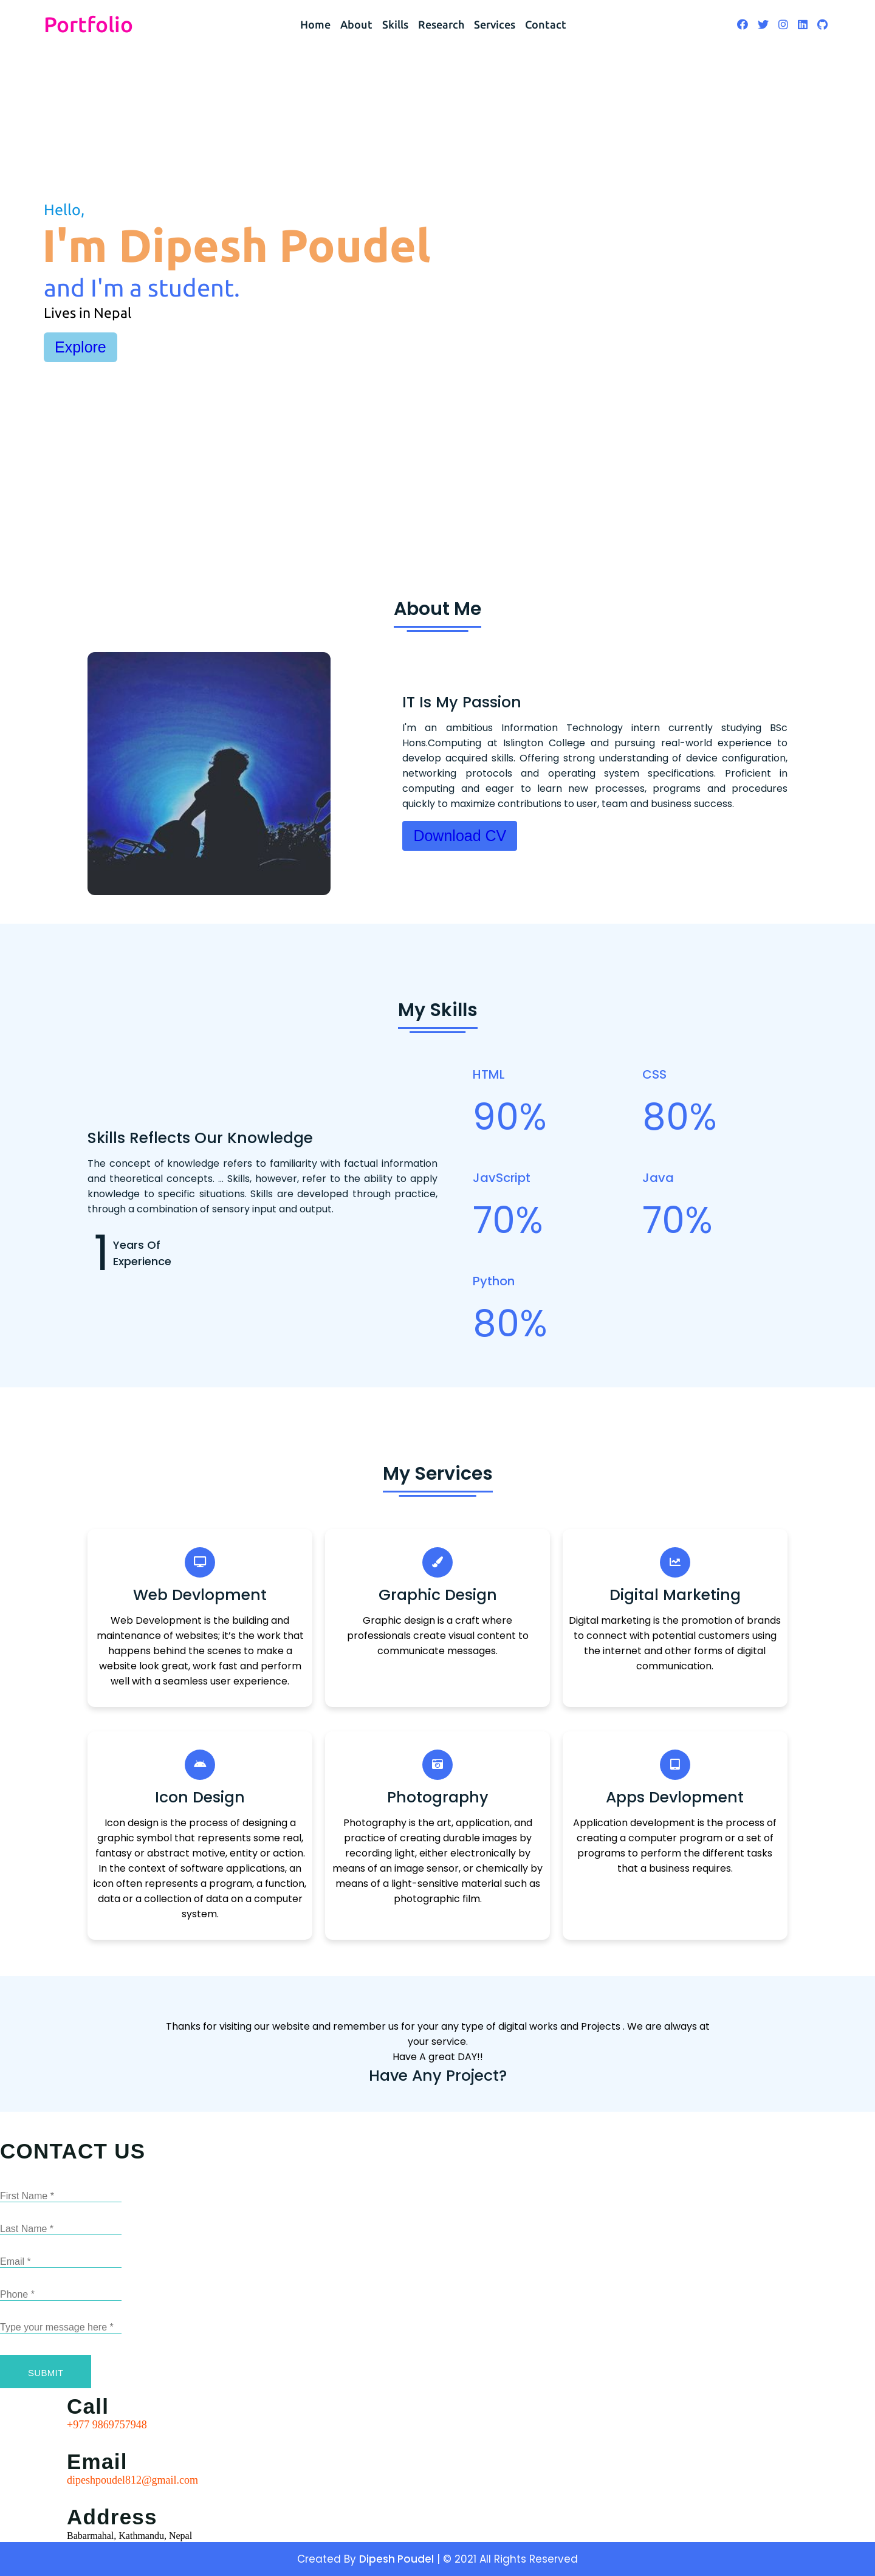 Portfolio
Home About Skills Research Services Contact
Hello,
I'm Dipesh Poudel
and I'm a student.
Lives in Nepal
Explore
About Me
IT Is My Passion
I'm an ambitious Information Technology intern currently studying BSc
Hons.Computing at Islington College and pursuing real-world experience to
develop acquired skills. Offering strong understanding of device configuration,
networking protocols and operating system specifications. Proficient in
computing and eager to learn new processes, programs and procedures
quickly to maximize contributions to user, team and business success.
Download CV
My Skills
Skills Reflects Our Knowledge
The concept of knowledge refers to familiarity with factual information
and theoretical concepts. ... Skills, however, refer to the ability to apply
knowledge to specific situations. Skills are developed through practice,
through a combination of sensory input and output.
1
Years Of
Experience
HTML
90%
CSS
80%
JavScript
70%
Java
70%
Python
80%
My Services
Web Devlopment
Web Development is the building and
maintenance of websites; it's the work that
happens behind the scenes to make a
website look great, work fast and perform
well with a seamless user experience.
Graphic Design
Graphic design is a craft where
professionals create visual content to
communicate messages.
Digital Marketing
Digital marketing is the promotion of brands
to connect with potential customers using
the internet and other forms of digital
communication.
Icon Design
Icon design is the process of designing a
graphic symbol that represents some real,
fantasy or abstract motive, entity or action.
In the context of software applications, an
icon often represents a program, a function,
data or a collection of data on a computer
system.
Photography
Photography is the art, application, and
practice of creating durable images by
recording light, either electronically by
means of an image sensor, or chemically by
means of a light-sensitive material such as
photographic film.
Apps Devlopment
Application development is the process of
creating a computer program or a set of
programs to perform the different tasks
that a business requires.
Thanks for visiting our website and remember us for your any type of digital works and Projects . We are always at
your service.
Have A great DAY!!
Have Any Project?
CONTACT US
First Name *
Last Name *
Email *
Phone *
Type your message here *
SUBMIT
Call
+977 9869757948
Email
dipeshpoudel812@gmail.com
Address
Babarmahal, Kathmandu, Nepal
Created By Dipesh Poudel | © 2021 All Rights Reserved